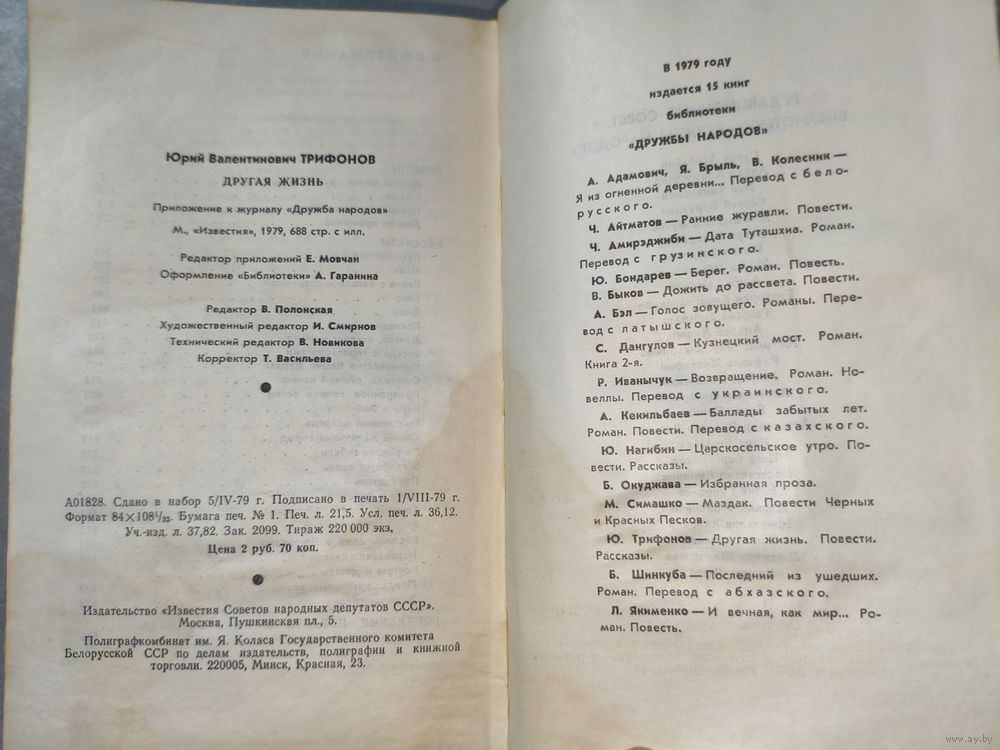 Юрий Валентинович ТРИФОНОВ
ДРУГАЯ ЖИЗНЬ
Приложение к журналу «Дружба народов»
М., «Известия», 1979, 688 стр. с илл.
Редактор приложений Е. Мовчан
Оформление «Библиотеки» А. Гаранина
Редактор В. Полонская
Художественный редактор И. Смирнов
Технический редактор В. Новикова
Корректор Т. Васильева
А01828. Сдано в набор 5/IV-79 г. Подписано в печать 1/VIII-79 г.
Формат 84×108¹/₃₂. Бумага печ. № 1. Печ. л. 21,5. Усл. печ. л. 36,12.
Уч.-изд. л. 37,82. Зак. 2099. Тираж 220 000 экз.
Цена 2 руб. 70 коп.
Издательство «Известия Советов народных депутатов СССР».
Москва, Пушкинская пл., 5.
Полиграфкомбинат им. Я. Коласа Государственного комитета
Белорусской ССР по делам издательств, полиграфии и книжной
торговли. 220005, Минск, Красная, 23.
В 1979 году
издается 15 книг
библиотеки
«ДРУЖБЫ НАРОДОВ»
А. Адамович, Я. Брыль, В. Колесник —
Я из огненной деревни... Перевод с бело-
русского.
Ч. Айтматов — Ранние журавли. Повести.
Ч. Амирэджиби — Дата Туташхиа. Роман.
Перевод с грузинского.
Ю. Бондарев — Берег. Роман. Повесть.
В. Быков — Дожить до рассвета. Повести.
А. Бэл — Голос зовущего. Романы. Пере-
вод с латышского.
С. Дангулов — Кузнецкий мост. Роман.
Книга 2-я.
Р. Иванычук — Возвращение. Роман. Но-
веллы. Перевод с украинского.
А. Кекильбаев — Баллады забытых лет.
Роман. Повести. Перевод с казахского.
Ю. Нагибин — Царскосельское утро. По-
вести. Рассказы.
Б. Окуджава — Избранная проза.
М. Симашко — Маздак. Повести Черных
и Красных Песков.
Ю. Трифонов — Другая жизнь. Повести.
Рассказы.
Б. Шинкуба — Последний из ушедших.
Роман. Перевод с абхазского.
Л. Якименко — И вечная, как мир... Ро-
ман. Повесть.
www.ay.by